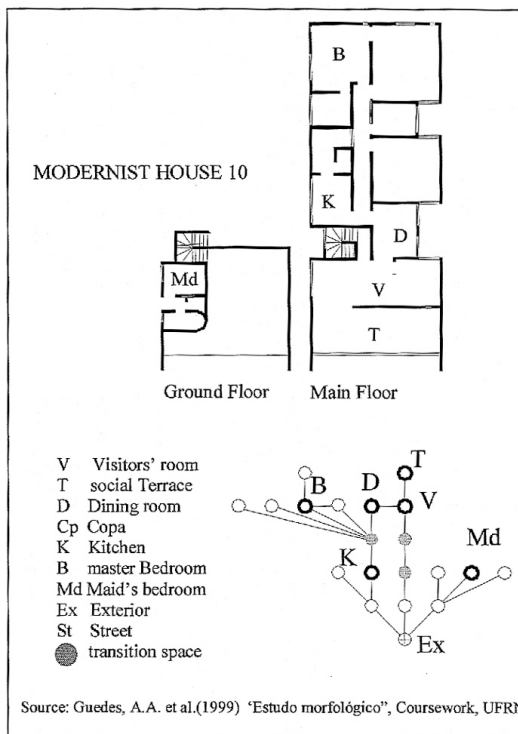 B
MODERNIST HOUSE 10
K
D
Md
V
T
Ground Floor
Main Floor
V Visitors' room
T social Terrace
D Dining room
Cp Copa
K Kitchen
B master Bedroom
Md Maid's bedroom
Ex Exterior
St Street
transition space
T
B
D
V
K
Md
Ex
Source: Guedes, A.A. et al.(1999) ‘Estudo morfológico”, Coursework, UFRN